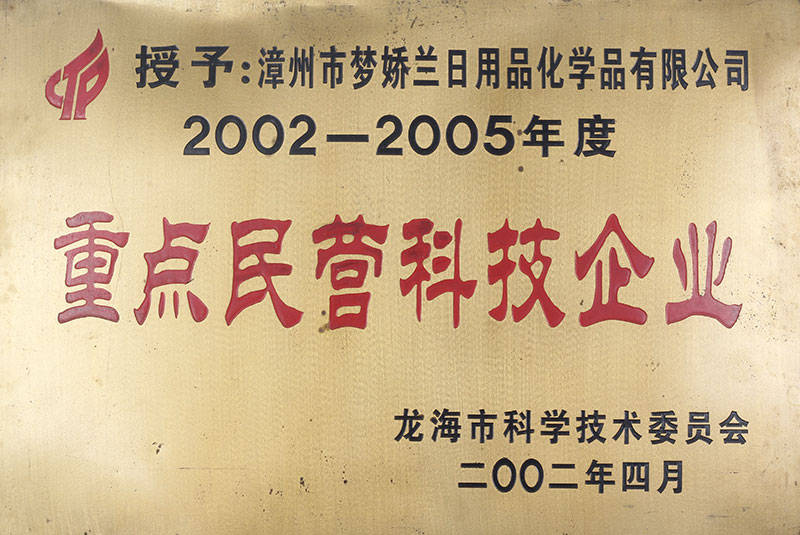 授予：漳州市梦娇兰日用品化学品有限公司
2002—2005年度
重点民营科技企业
龙海市科学技术委员会
二〇〇二年四月